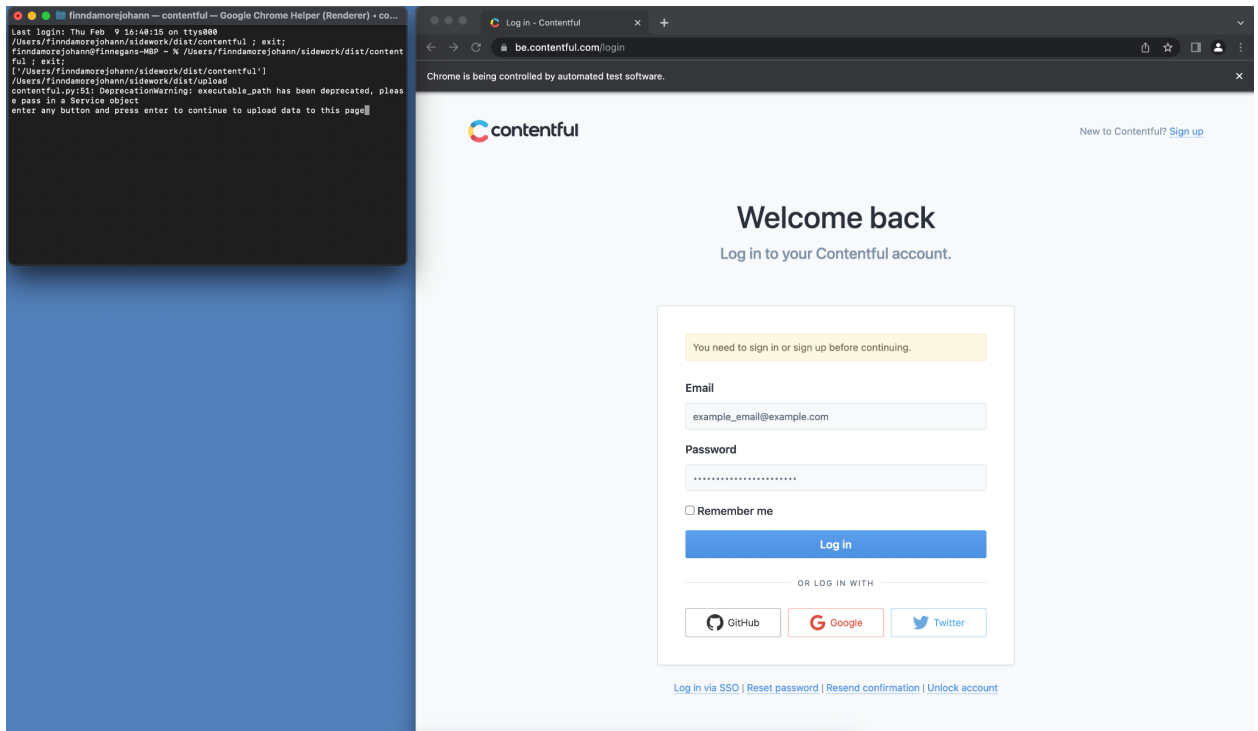 finndamorejohann — contentful — Google Chrome Helper (Renderer) • co...
Last login: Thu Feb  9 16:40:15 on ttys000
/Users/finndamorejohann/sidework/dist/contentful ; exit;
finndamorejohann@finnegans-MBP ~ % /Users/finndamorejohann/sidework/dist/content
ful ; exit;
['/Users/finndamorejohann/sidework/dist/contentful']
/Users/finndamorejohann/sidework/dist/upload
contentful.py:51: DeprecationWarning: executable_path has been deprecated, pleas
e pass in a Service object
enter any button and press enter to continue to upload data to this page
Log in - Contentful
be.contentful.com/login
Chrome is being controlled by automated test software.
contentful
New to Contentful? Sign up
Welcome back
Log in to your Contentful account.
You need to sign in or sign up before continuing.
Email
example_email@example.com
Password
Remember me
Log in
OR LOG IN WITH
GitHub
Google
Twitter
Log in via SSO | Reset password | Resend confirmation | Unlock account